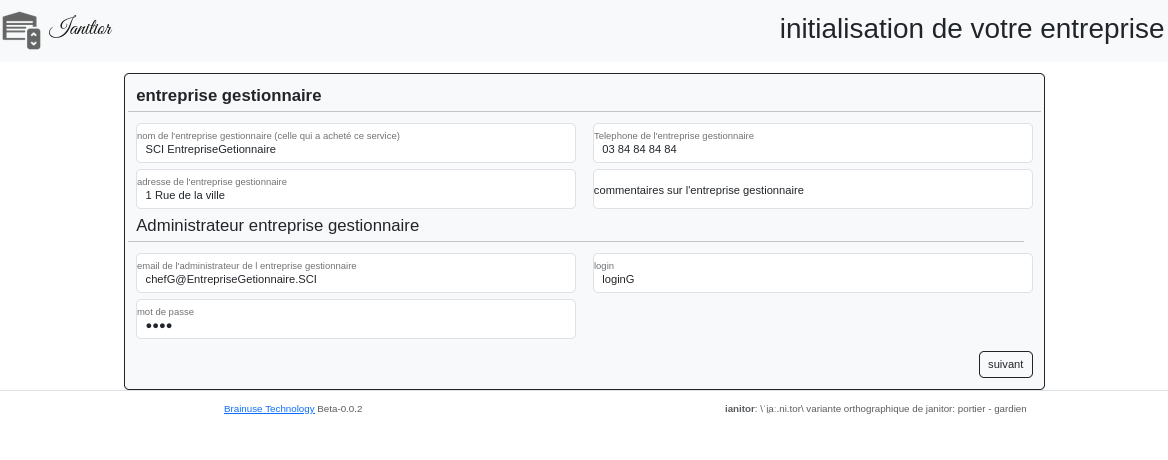 Janitior
initialisation de votre entreprise
entreprise gestionnaire
nom de l'entreprise gestionnaire (celle qui a acheté ce service)
SCI EntrepriseGetionnaire
Telephone de l'entreprise gestionnaire
03 84 84 84 84
adresse de l'entreprise gestionnaire
1 Rue de la ville
commentaires sur l'entreprise gestionnaire
Administrateur entreprise gestionnaire
email de l'administrateur de l entreprise gestionnaire
chefG@EntrepriseGetionnaire.SCI
login
loginG
mot de passe
●●●●
suivant
Brainuse Technology Beta-0.0.2
ianitor: \ˈi̯aː.ni.tor\ variante orthographique de janitor: portier - gardien